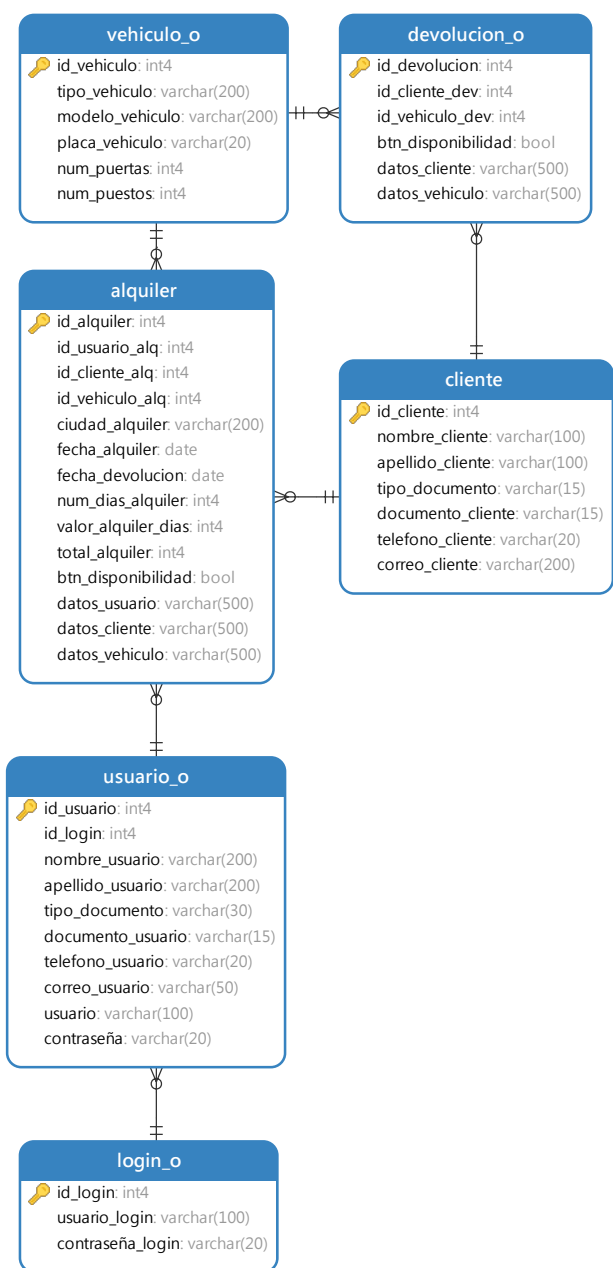 vehiculo_o
id_vehiculo: int4
tipo_vehiculo: varchar(200)
modelo_vehiculo: varchar(200)
placa_vehiculo: varchar(20)
num_puertas: int4
num_puestos: int4
devolucion_o
id_devolucion: int4
id_cliente_dev: int4
id_vehiculo_dev: int4
btn_disponibilidad: bool
datos_cliente: varchar(500)
datos_vehiculo: varchar(500)
alquiler
id_alquiler: int4
id_usuario_alq: int4
id_cliente_alq: int4
id_vehiculo_alq: int4
ciudad_alquiler: varchar(200)
fecha_alquiler: date
fecha_devolucion: date
num_dias_alquiler: int4
valor_alquiler_dias: int4
total_alquiler: int4
btn_disponibilidad: bool
datos_usuario: varchar(500)
datos_cliente: varchar(500)
datos_vehiculo: varchar(500)
cliente
id_cliente: int4
nombre_cliente: varchar(100)
apellido_cliente: varchar(100)
tipo_documento: varchar(15)
documento_cliente: varchar(15)
telefono_cliente: varchar(20)
correo_cliente: varchar(200)
usuario_o
id_usuario: int4
id_login: int4
nombre_usuario: varchar(200)
apellido_usuario: varchar(200)
tipo_documento: varchar(30)
documento_usuario: varchar(15)
telefono_usuario: varchar(20)
correo_usuario: varchar(50)
usuario: varchar(100)
contraseña: varchar(20)
login_o
id_login: int4
usuario_login: varchar(100)
contraseña_login: varchar(20)